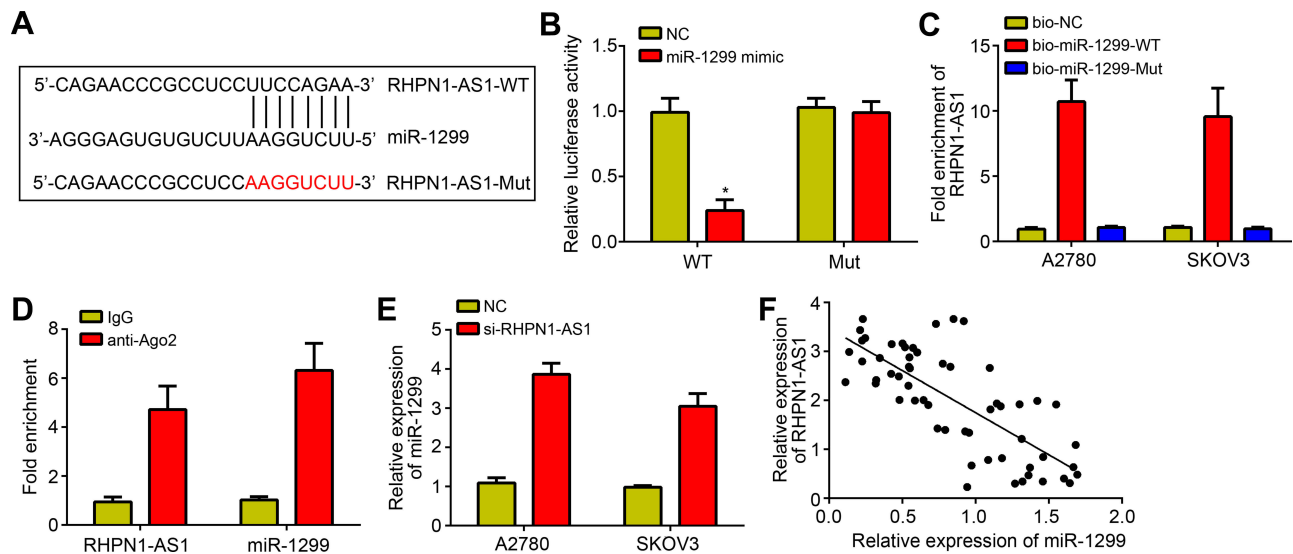 A
5'-CAGAACCCGCCUCCUUCCAGAA-3' RHPN1-AS1-WT
3'-AGGGAGUGUGUCUUAAGGUCUU-5' miR-1299
5'-CAGAACCCGCCUCCAAGGUCUU-3' RHPN1-AS1-Mut
B
NC
miR-1299 mimic
Relative luciferase activity
1.5
1.0
0.5
0.0
*
WT Mut
C
bio-NC
bio-miR-1299-WT
bio-miR-1299-Mut
Fold enrichment of
RHPN1-AS1
15
10
5
0
A2780 SKOV3
D
IgG
anti-Ago2
Fold enrichment
8
6
4
2
0
RHPN1-AS1 miR-1299
E
NC
si-RHPN1-AS1
Relative expression
of miR-1299
5
4
3
2
1
0
A2780 SKOV3
F
Relative expression
of RHPN1-AS1
4
3
2
1
0
0.0 0.5 1.0 1.5 2.0
Relative expression of miR-1299